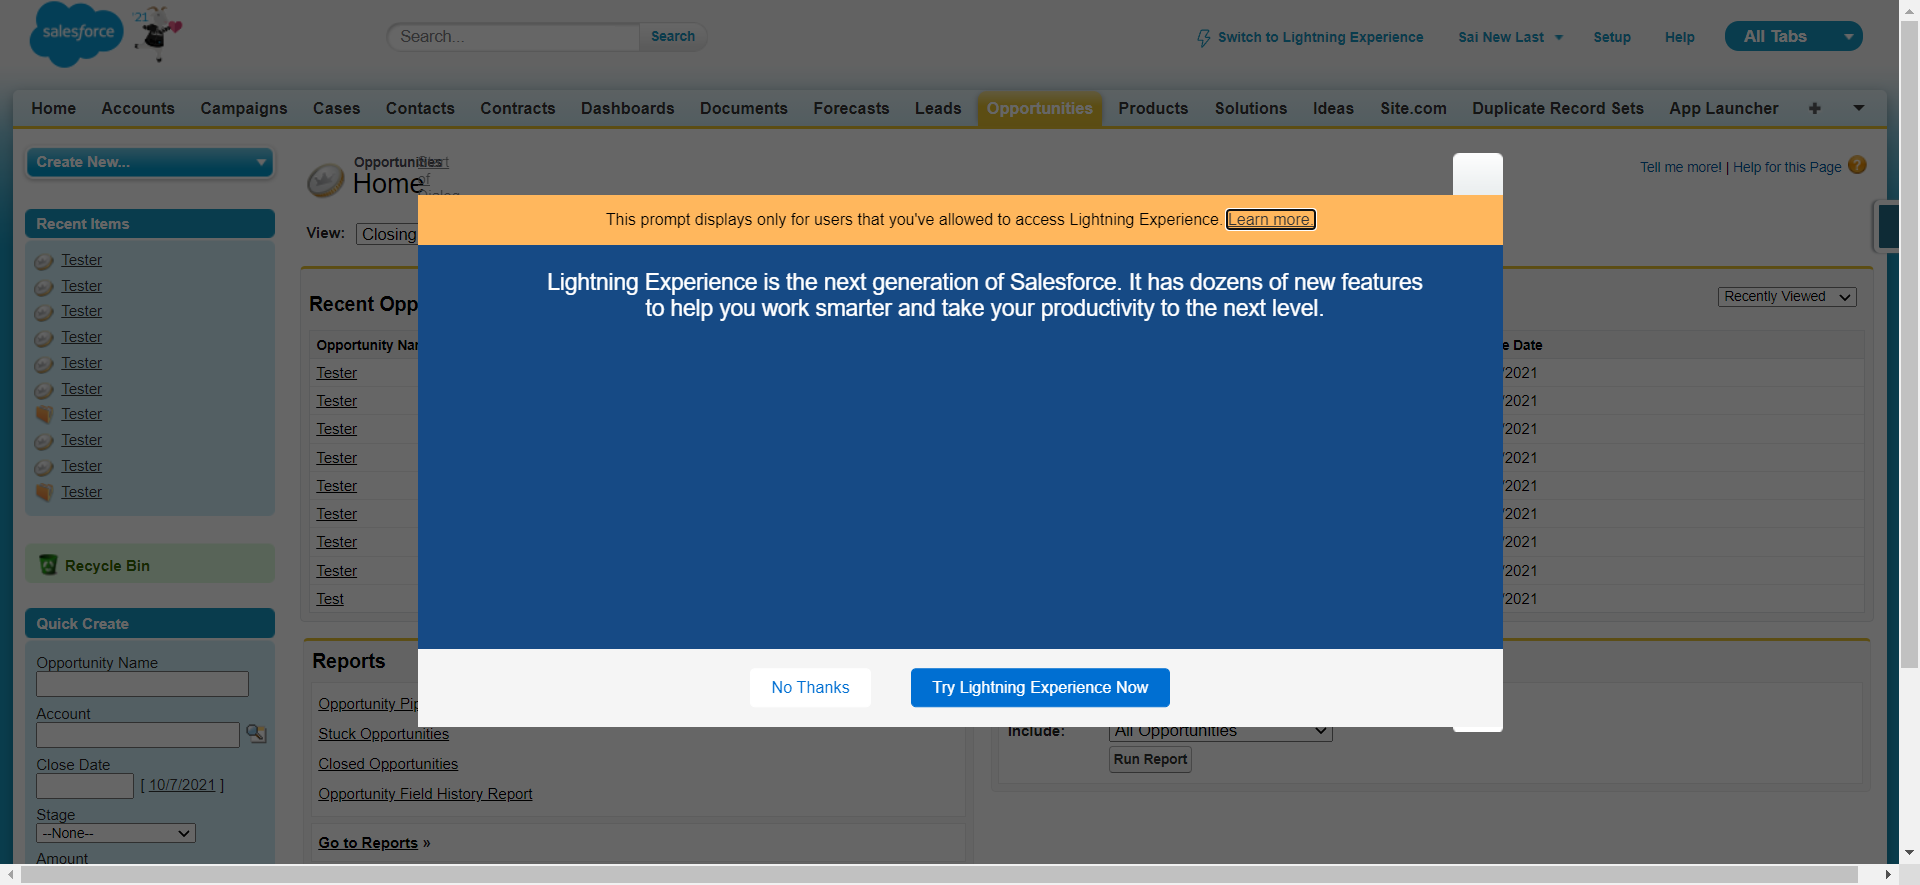 salesforce
'21
Search...
Search
Switch to Lightning Experience
Sai New Last
Setup
Help
All Tabs
Home
Accounts
Campaigns
Cases
Contacts
Contracts
Dashboards
Documents
Forecasts
Leads
Opportunities
Products
Solutions
Ideas
Site.com
Duplicate Record Sets
App Launcher
+
Create New...
Opportunities
Home
Start
of
Dialog
Tell me more! | Help for this Page
?
View:
Closing
Recent Items
Tester
Tester
Tester
Tester
Tester
Tester
Tester
Tester
Tester
Tester
Recycle Bin
Quick Create
Opportunity Name
Account
Close Date
[ 10/7/2021 ]
Stage
--None--
Amount
This prompt displays only for users that you've allowed to access Lightning Experience. Learn more.
Lightning Experience is the next generation of Salesforce. It has dozens of new features
to help you work smarter and take your productivity to the next level.
No Thanks
Try Lightning Experience Now
Recent Opp
Recently Viewed
Opportunity Nam
e Date
Tester
/2021
Tester
/2021
Tester
/2021
Tester
/2021
Tester
/2021
Tester
/2021
Tester
/2021
Tester
/2021
Test
/2021
Reports
Opportunity Pip
Stuck Opportunities
Closed Opportunities
Opportunity Field History Report
Go to Reports »
Include:
All Opportunities
Run Report